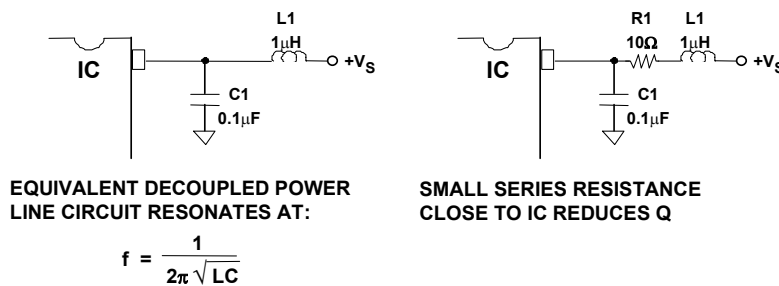 L1
1μH
+VS
IC
C1
0.1μF
EQUIVALENT DECOUPLED POWER
LINE CIRCUIT RESONATES AT:
f = 1 / 2π √LC
R1
10Ω
L1
1μH
+VS
IC
C1
0.1μF
SMALL SERIES RESISTANCE
CLOSE TO IC REDUCES Q